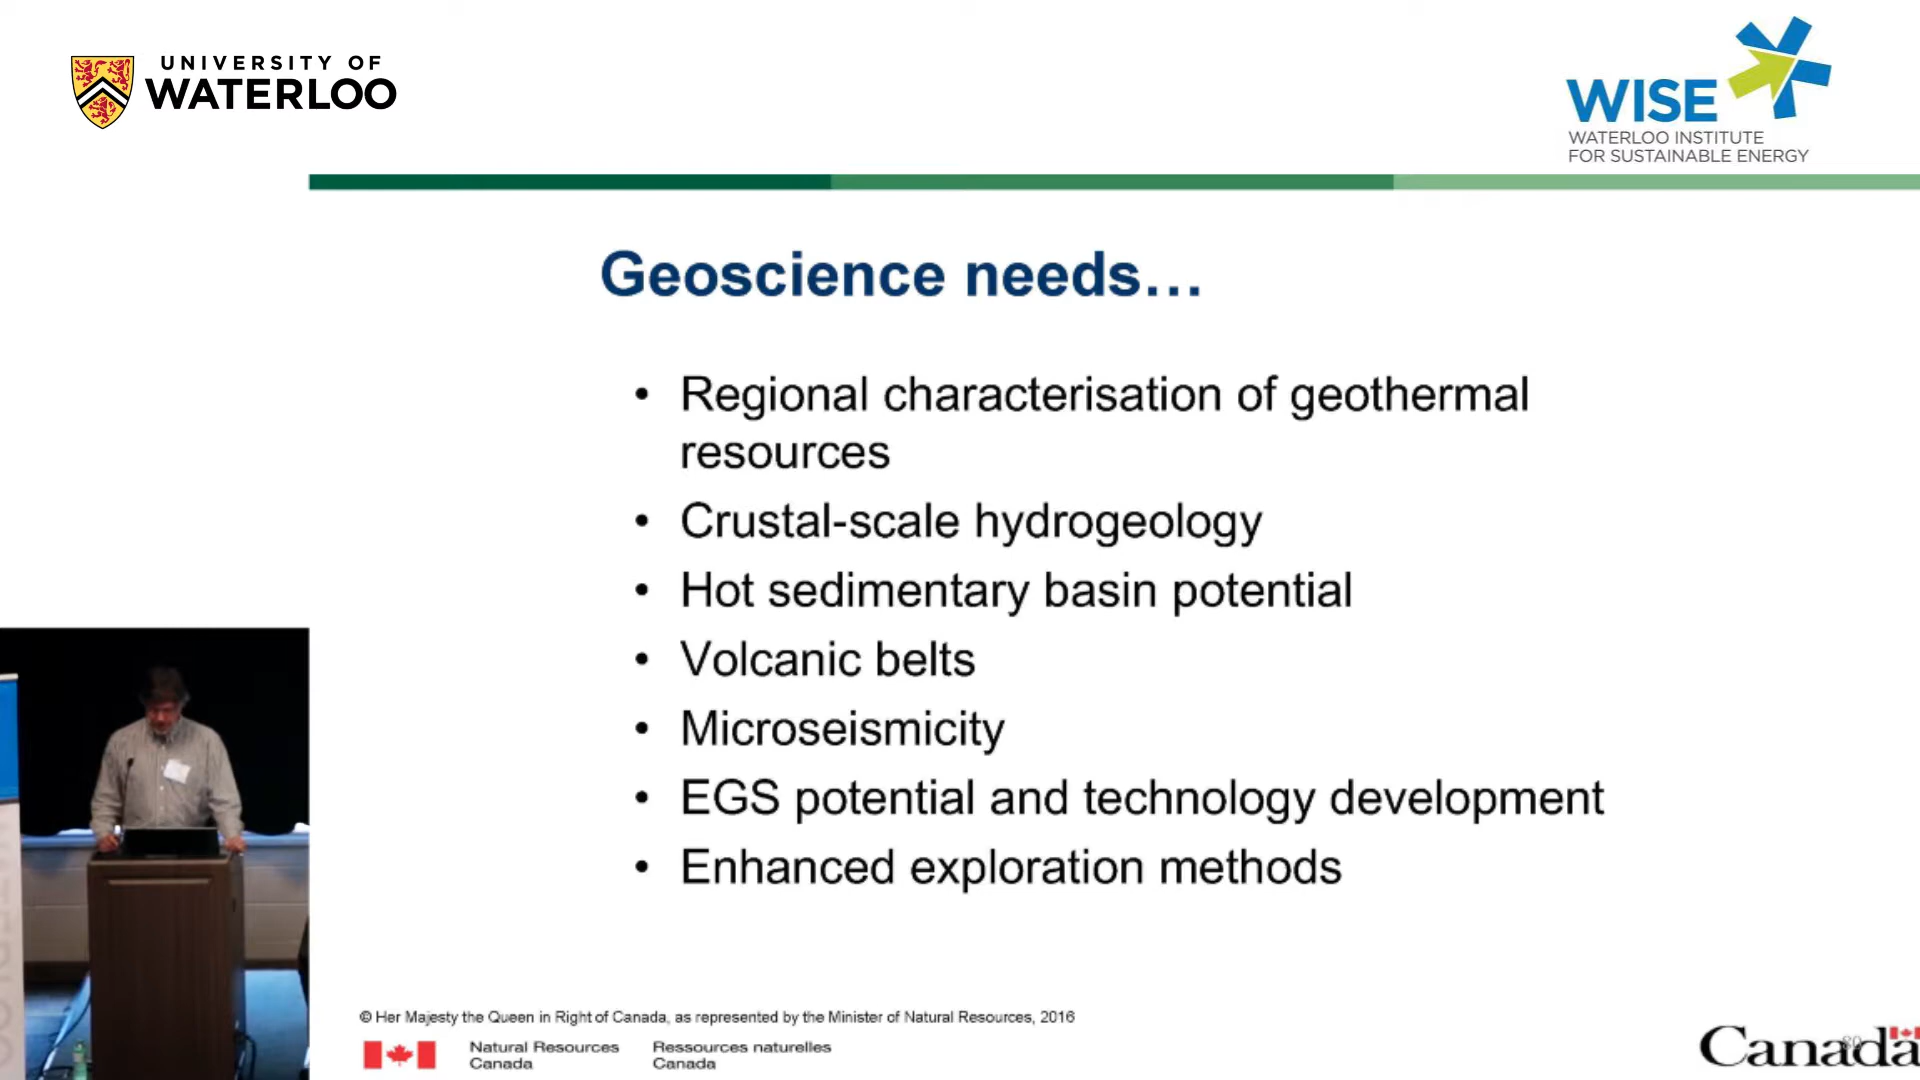 UNIVERSITY OF
WATERLOO
WISE
WATERLOO INSTITUTE
FOR SUSTAINABLE ENERGY
Geoscience needs…
• Regional characterisation of geothermal
resources
• Crustal-scale hydrogeology
• Hot sedimentary basin potential
• Volcanic belts
• Microseismicity
• EGS potential and technology development
• Enhanced exploration methods
© Her Majesty the Queen in Right of Canada, as represented by the Minister of Natural Resources, 2016
Natural Resources
Canada
Ressources naturelles
Canada
Canada